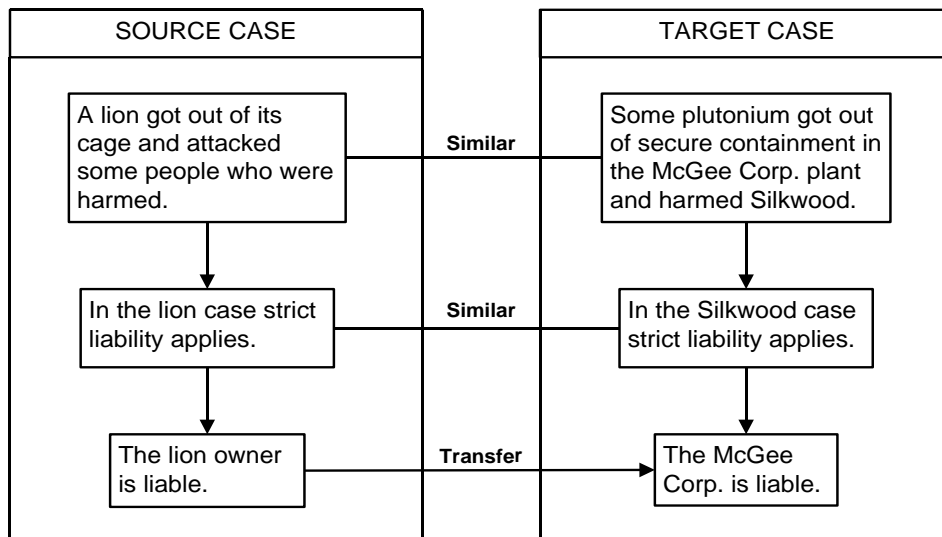 SOURCE CASE
TARGET CASE
A lion got out of its
cage and attacked
some people who were
harmed.
Similar
Some plutonium got out
of secure containment in
the McGee Corp. plant
and harmed Silkwood.
In the lion case strict
liability applies.
Similar
In the Silkwood case
strict liability applies.
The lion owner
is liable.
Transfer
The McGee
Corp. is liable.